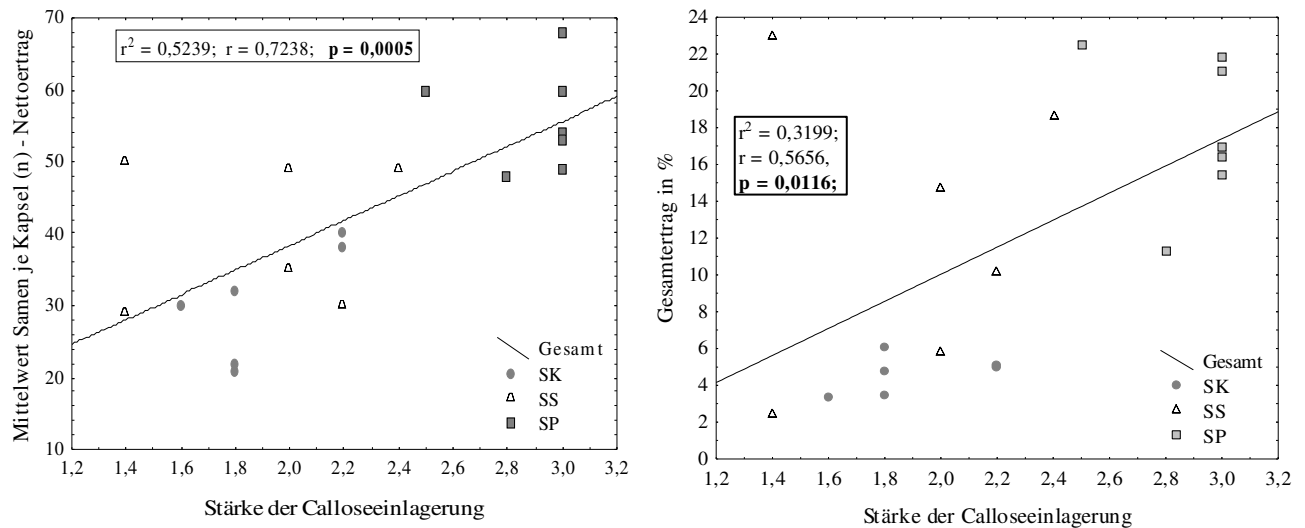 70
60
50
40
30
20
10
Mittelwert Samen je Kapsel (n) - Nettoertrag
r² = 0,5239; r = 0,7238; p = 0,0005
Gesamt
SK
SS
SP
1,2 1,4 1,6 1,8 2,0 2,2 2,4 2,6 2,8 3,0 3,2
Stärke der Calloseeinlagerung
24
22
20
18
16
14
12
10
8
6
4
2
0
Gesamtertrag in %
r² = 0,3199;
r = 0,5656,
p = 0,0116;
Gesamt
SK
SS
SP
1,2 1,4 1,6 1,8 2,0 2,2 2,4 2,6 2,8 3,0 3,2
Stärke der Calloseeinlagerung